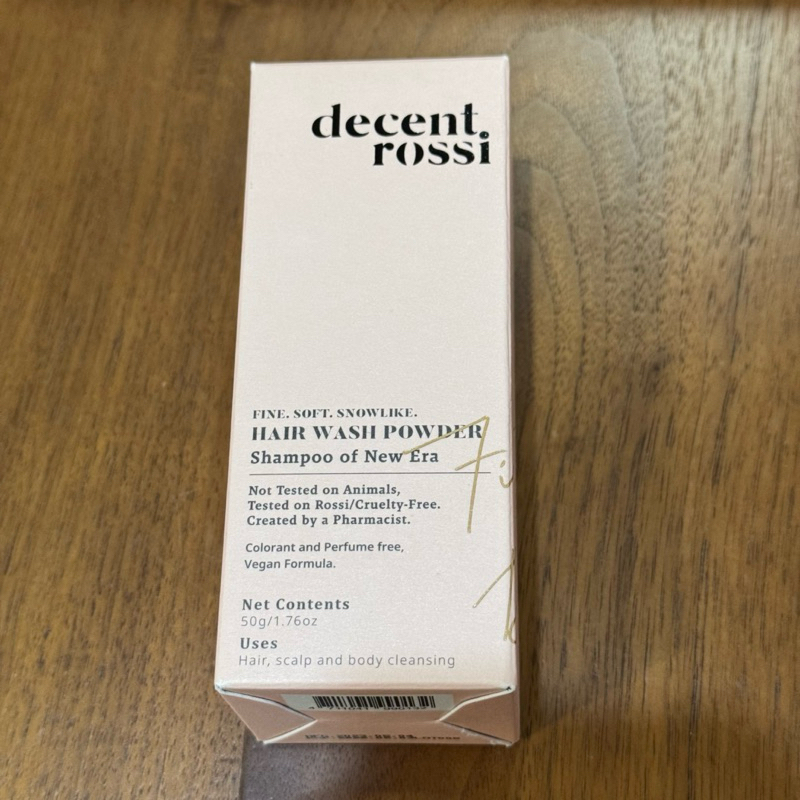 decent.
rossi
FINE. SOFT. SNOWLIKE.
HAIR WASH POWDER
Shampoo of New Era
Not Tested on Animals,
Tested on Rossi/Cruelty-Free.
Created by a Pharmacist.
Colorant and Perfume free,
Vegan Formula.
Net Contents
50g/1.76oz
Uses
Hair, scalp and body cleansing